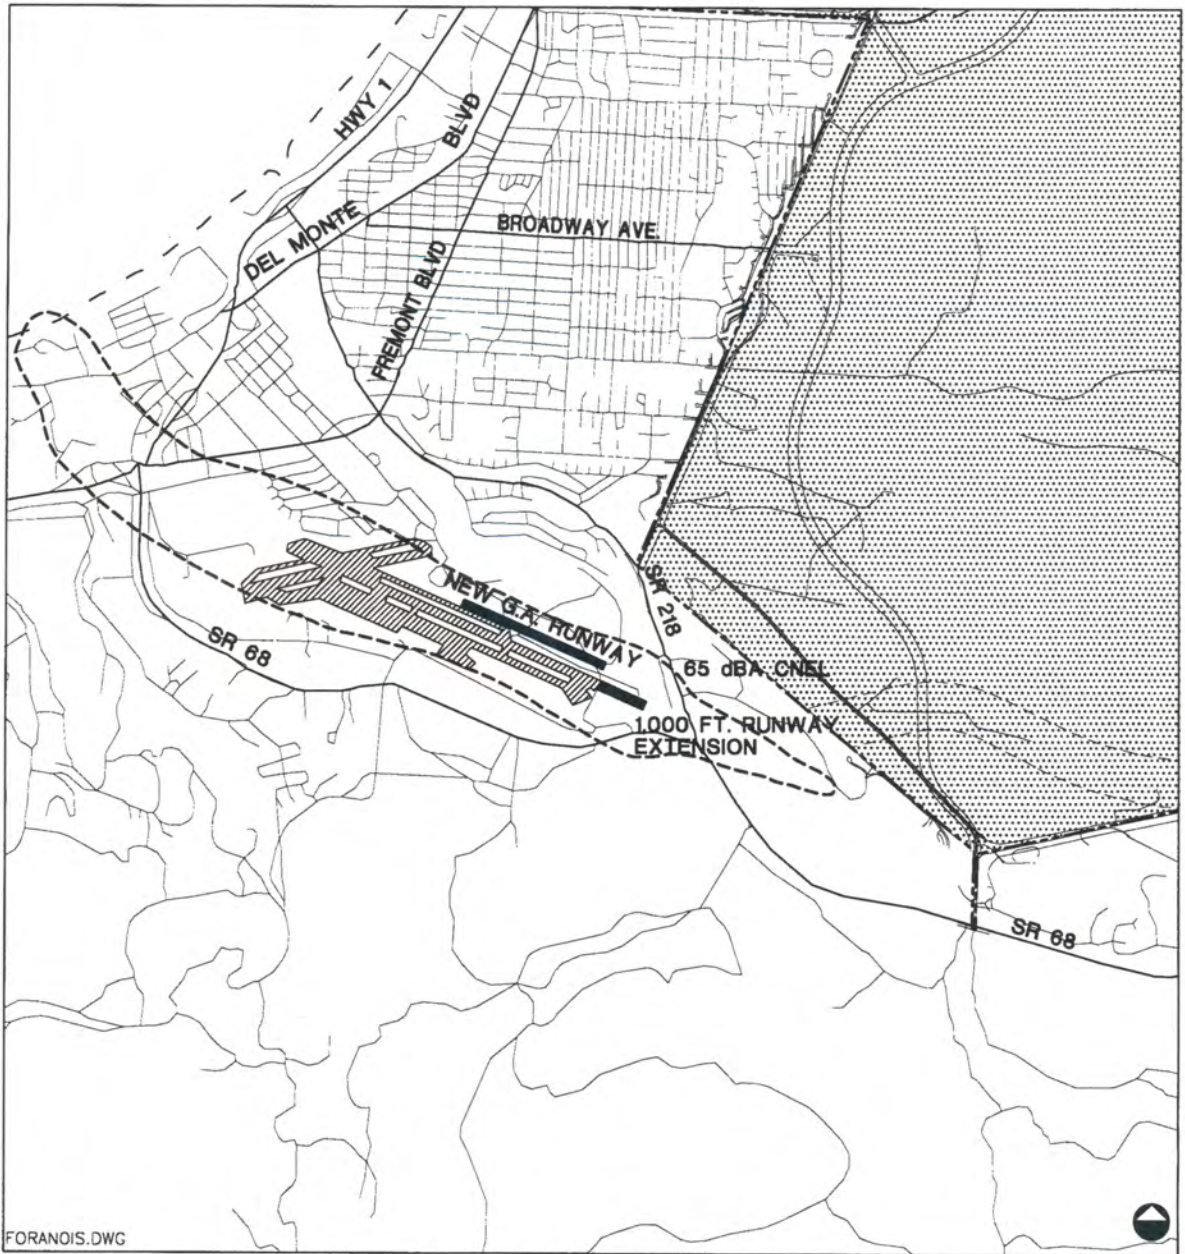 HWY 1
BLVD
DEL MONTE
FREMONT BLVD
BROADWAY AVE.
NEW G.A. RUNWAY
SR 218
SR 68
65 dBA CNEL
1,000 FT. RUNWAY
EXTENSION
SR 68
FORANOIS.DWG